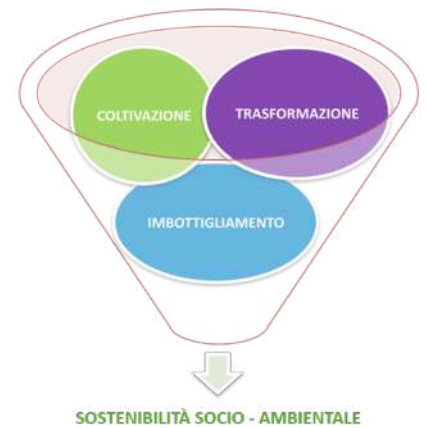 COLTIVAZIONE
TRASFORMAZIONE
IMBOTTIGLIAMENTO
SOSTENIBILITÀ SOCIO - AMBIENTALE